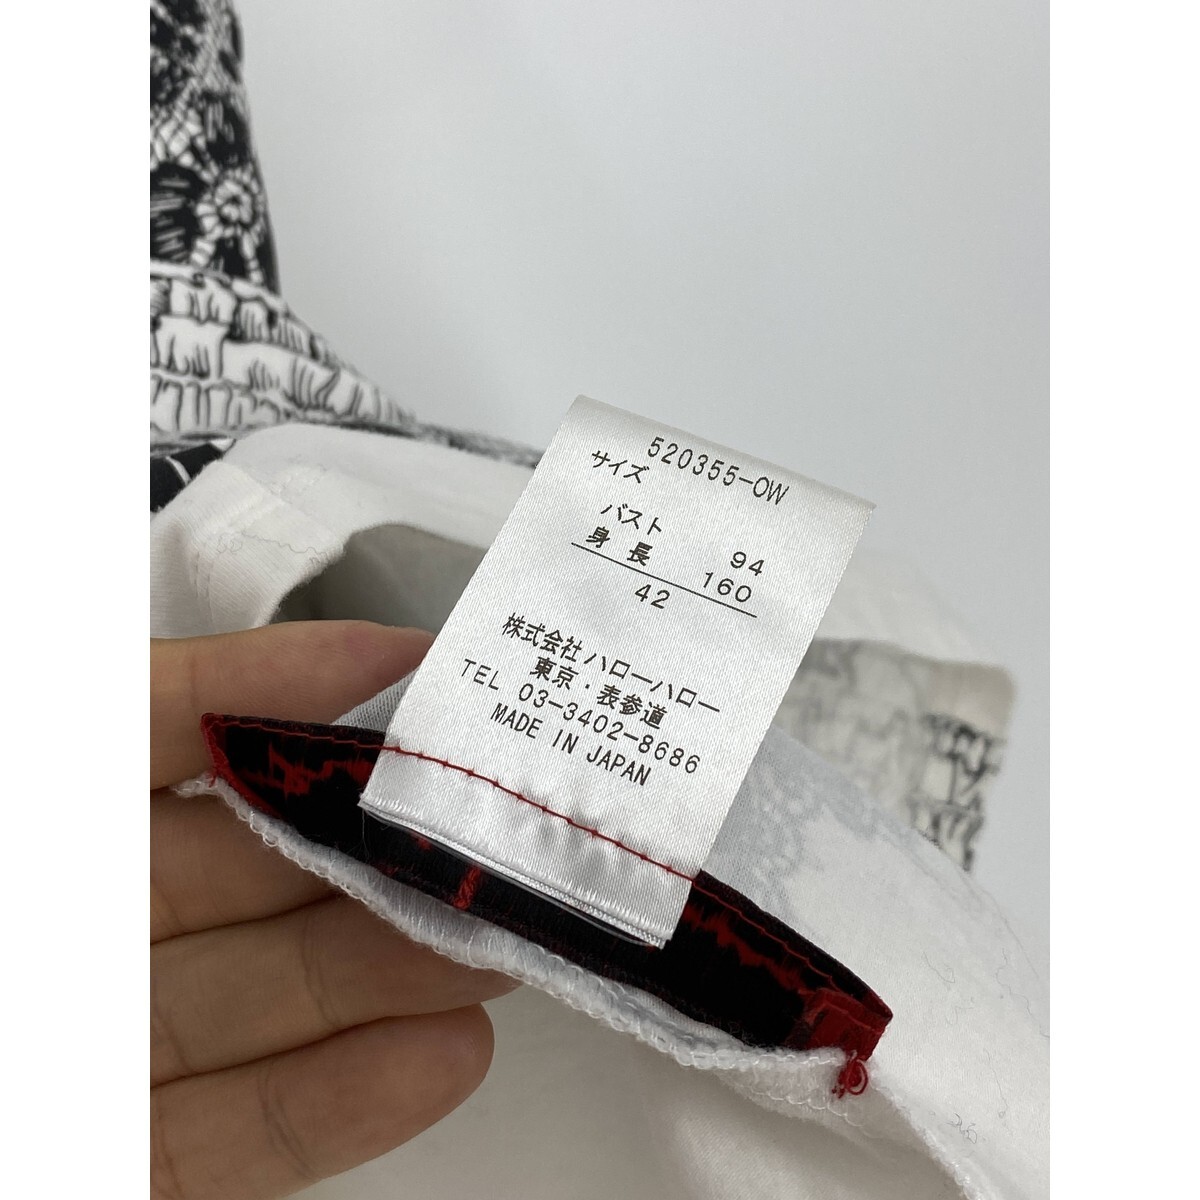 520355-0W
サイズ
バスト 94
身長 160
42
株式会社ハローハロー
東京・表参道
TEL 03-3402-8686
MADE IN JAPAN